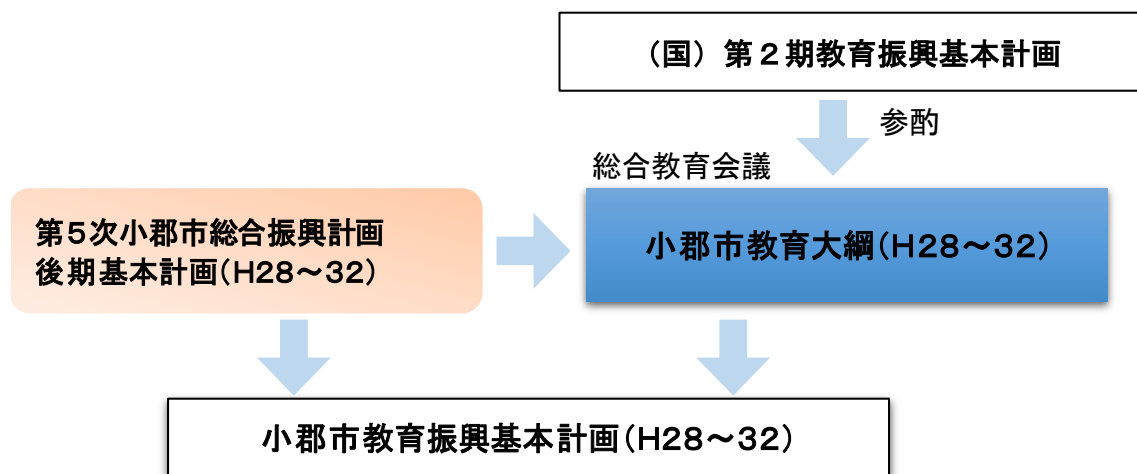 (国)第2期教育振興基本計画
参酌
総合教育会議
第5次小郡市総合振興計画
後期基本計画(H28～32)
小郡市教育大綱(H28～32)
小郡市教育振興基本計画(H28～32)